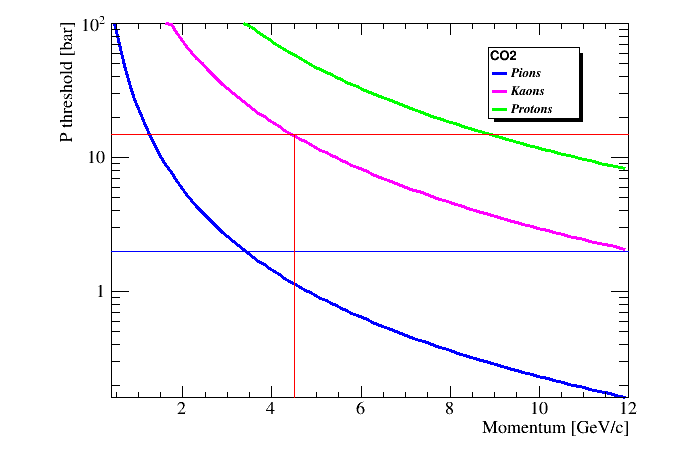 P threshold [bar]
10²
10
1
CO2
Pions
Kaons
Protons
2 4 6 8 10 12
Momentum [GeV/c]